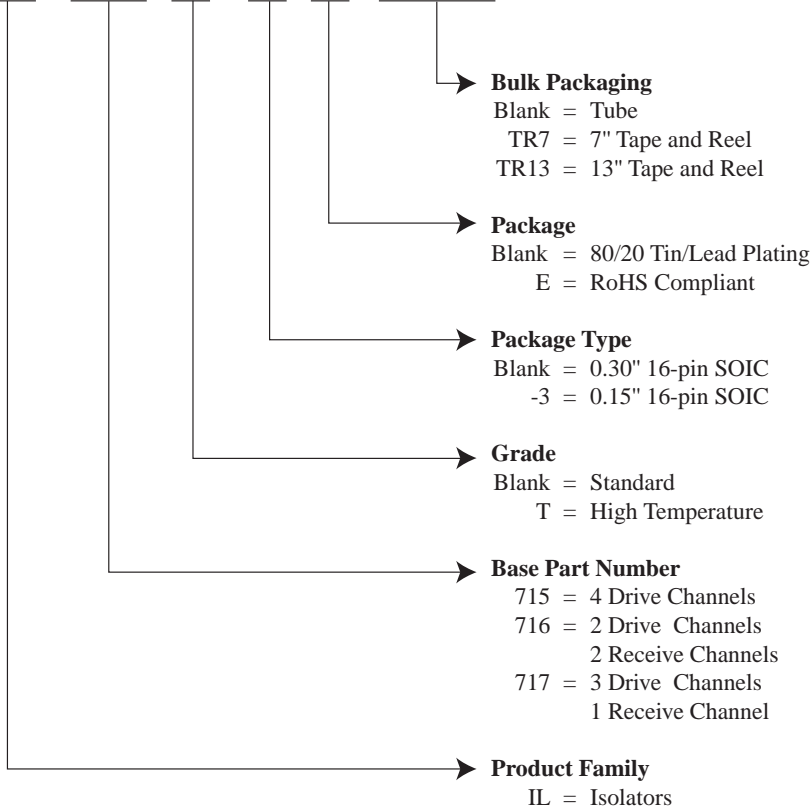 Bulk Packaging
Blank = Tube
TR7 = 7" Tape and Reel
TR13 = 13" Tape and Reel
Package
Blank = 80/20 Tin/Lead Plating
E = RoHS Compliant
Package Type
Blank = 0.30" 16-pin SOIC
-3 = 0.15" 16-pin SOIC
Grade
Blank = Standard
T = High Temperature
Base Part Number
715 = 4 Drive Channels
716 = 2 Drive Channels
2 Receive Channels
717 = 3 Drive Channels
1 Receive Channel
Product Family
IL = Isolators